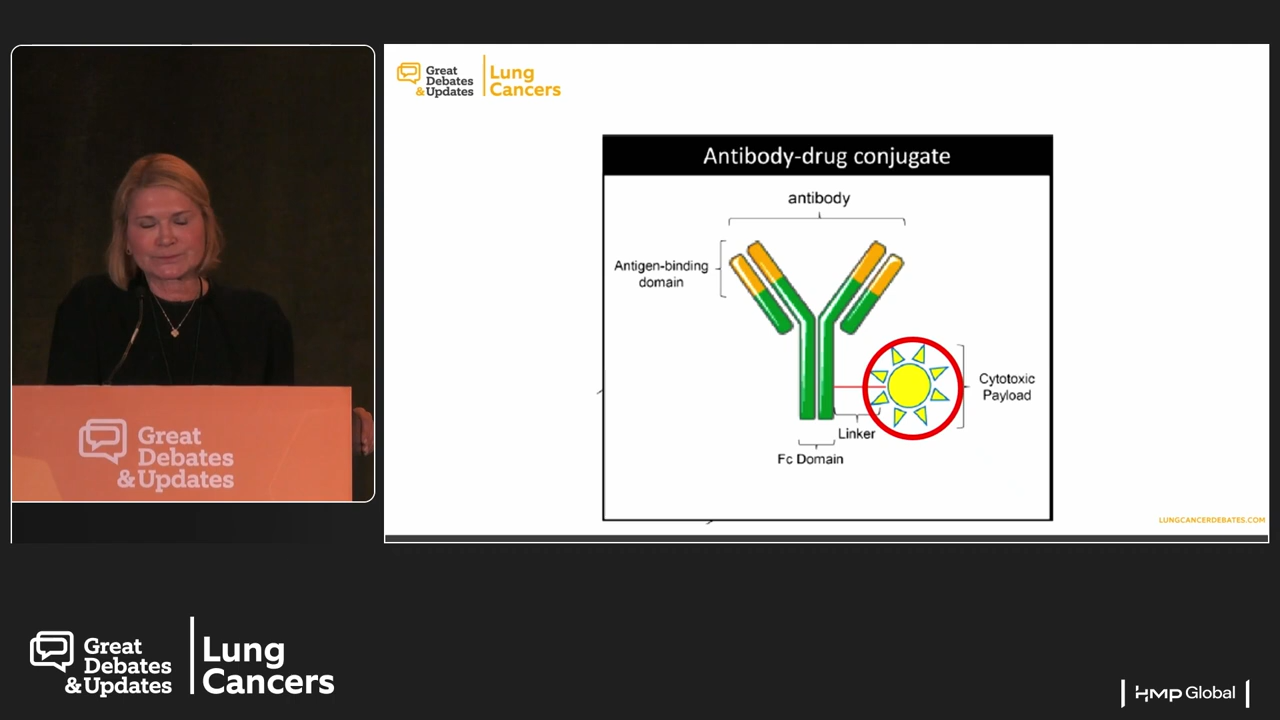 Great
Debates
&Updates
Lung
Cancers
Antibody-drug conjugate
antibody
Antigen-binding
domain
Cytotoxic
Payload
Linker
Fc Domain
LUNGCANCERDEBATES.COM
Great
Debates
&Updates
Great
Debates
&Updates
Lung
Cancers
HMP Global